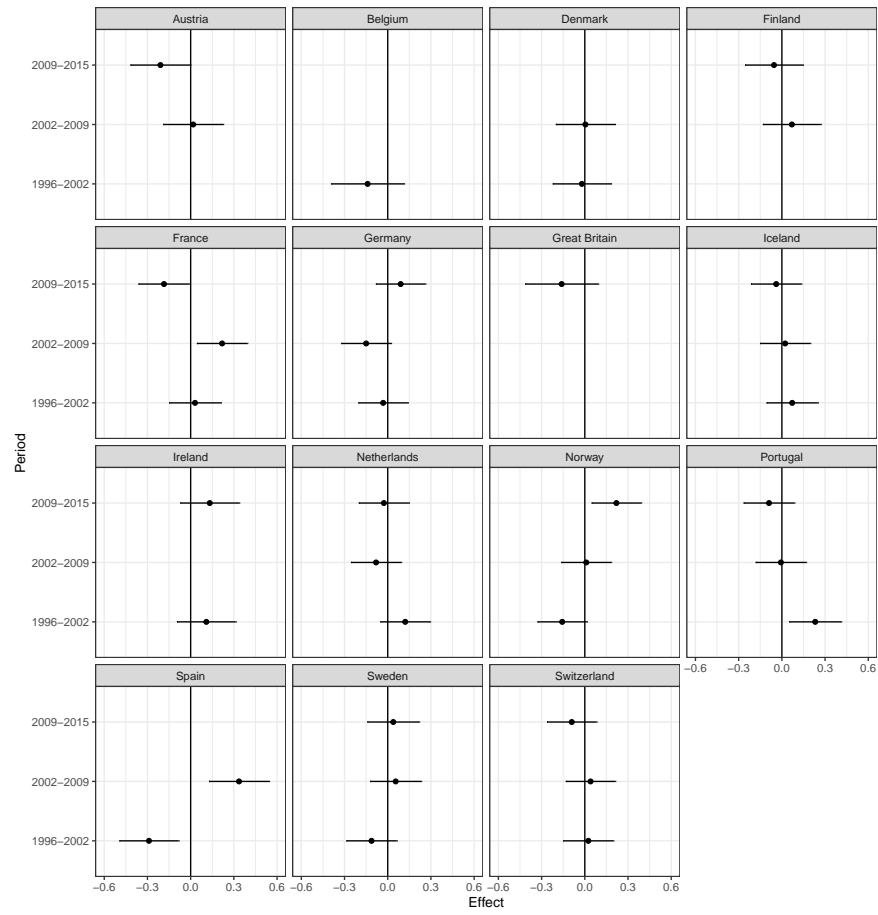 Austria Belgium Denmark Finland
2009–2015
2002–2009
1996–2002
France Germany Great Britain Iceland
2009–2015
2002–2009
1996–2002
Period
Ireland Netherlands Norway Portugal
2009–2015
2002–2009
1996–2002
−0.6 −0.3 0.0 0.3 0.6
Spain Sweden Switzerland
2009–2015
2002–2009
1996–2002
−0.6 −0.3 0.0 0.3 0.6 −0.6 −0.3 0.0 0.3 0.6 −0.6 −0.3 0.0 0.3 0.6
Effect